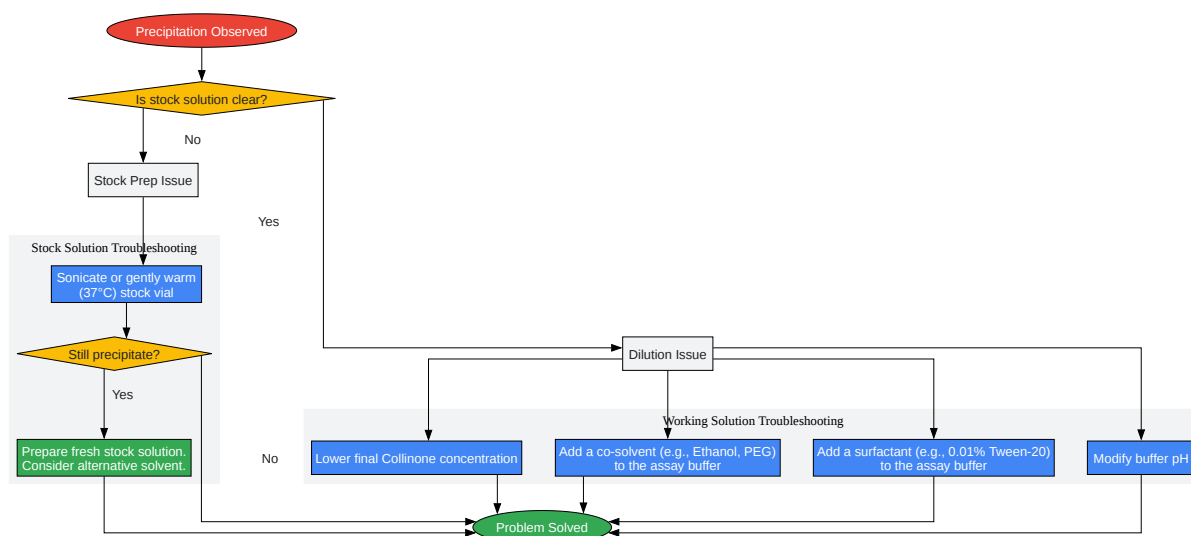 Precipitation Observed
Is stock solution clear?
No
Stock Prep Issue
Yes
Stock Solution Troubleshooting
Sonicate or gently warm
(37°C) stock vial
Still precipitate?
Dilution Issue
Yes
Working Solution Troubleshooting
Prepare fresh stock solution.
Consider alternative solvent.
No
Lower final Collinone concentration
Add a co-solvent (e.g., Ethanol, PEG)
to the assay buffer
Add a surfactant (e.g., 0.01% Tween-20)
to the assay buffer
Modify buffer pH
Problem Solved